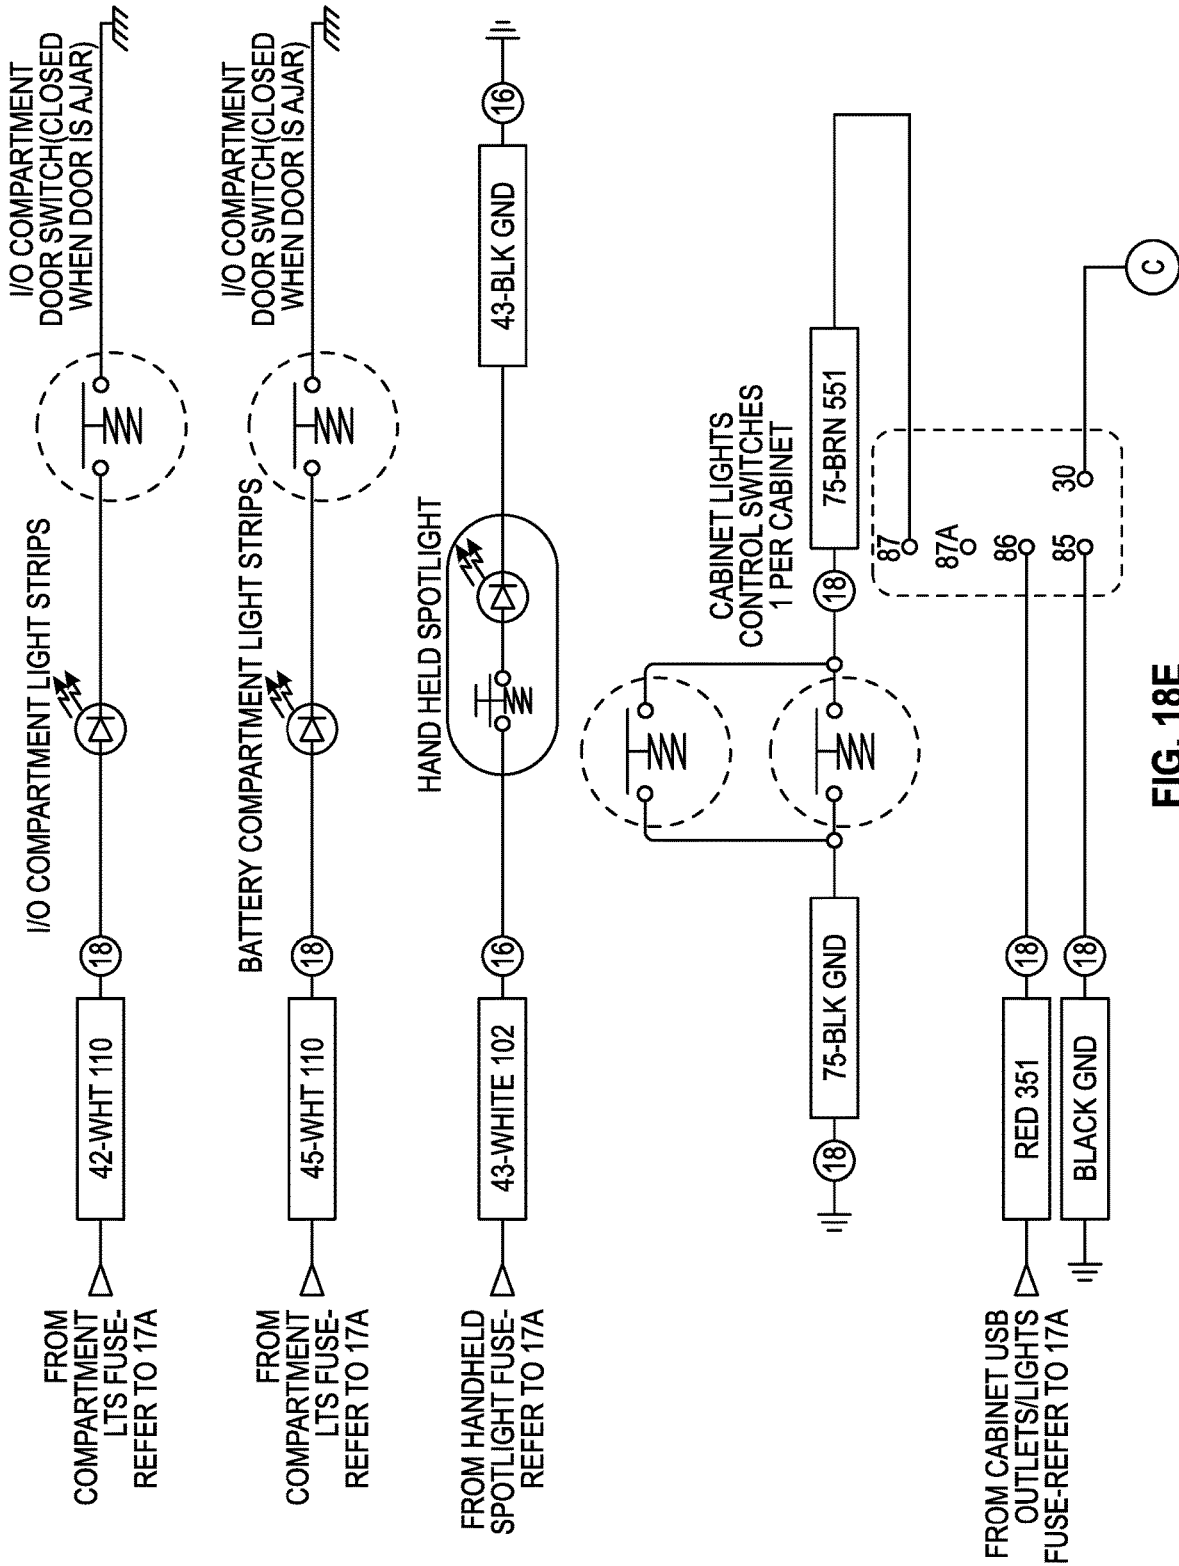 FROM
COMPARTMENT
LTS FUSE-
REFER TO 17A
42-WHT 110
18
I/O COMPARTMENT LIGHT STRIPS
I/O COMPARTMENT
DOOR SWITCH(CLOSED
WHEN DOOR IS AJAR)
FROM
COMPARTMENT
LTS FUSE-
REFER TO 17A
45-WHT 110
18
BATTERY COMPARTMENT LIGHT STRIPS
I/O COMPARTMENT
DOOR SWITCH(CLOSED
WHEN DOOR IS AJAR)
FROM HANDHELD
SPOTLIGHT FUSE-
REFER TO 17A
43-WHITE 102
16
HAND HELD SPOTLIGHT
43-BLK GND
16
18
75-BLK GND
CABINET LIGHTS
CONTROL SWITCHES
1 PER CABINET
18
75-BRN 551
87
87A
86
85
30
C
FROM CABINET USB
OUTLETS/LIGHTS
FUSE-REFER TO 17A
RED 351
18
BLACK GND
18
FIG. 18E